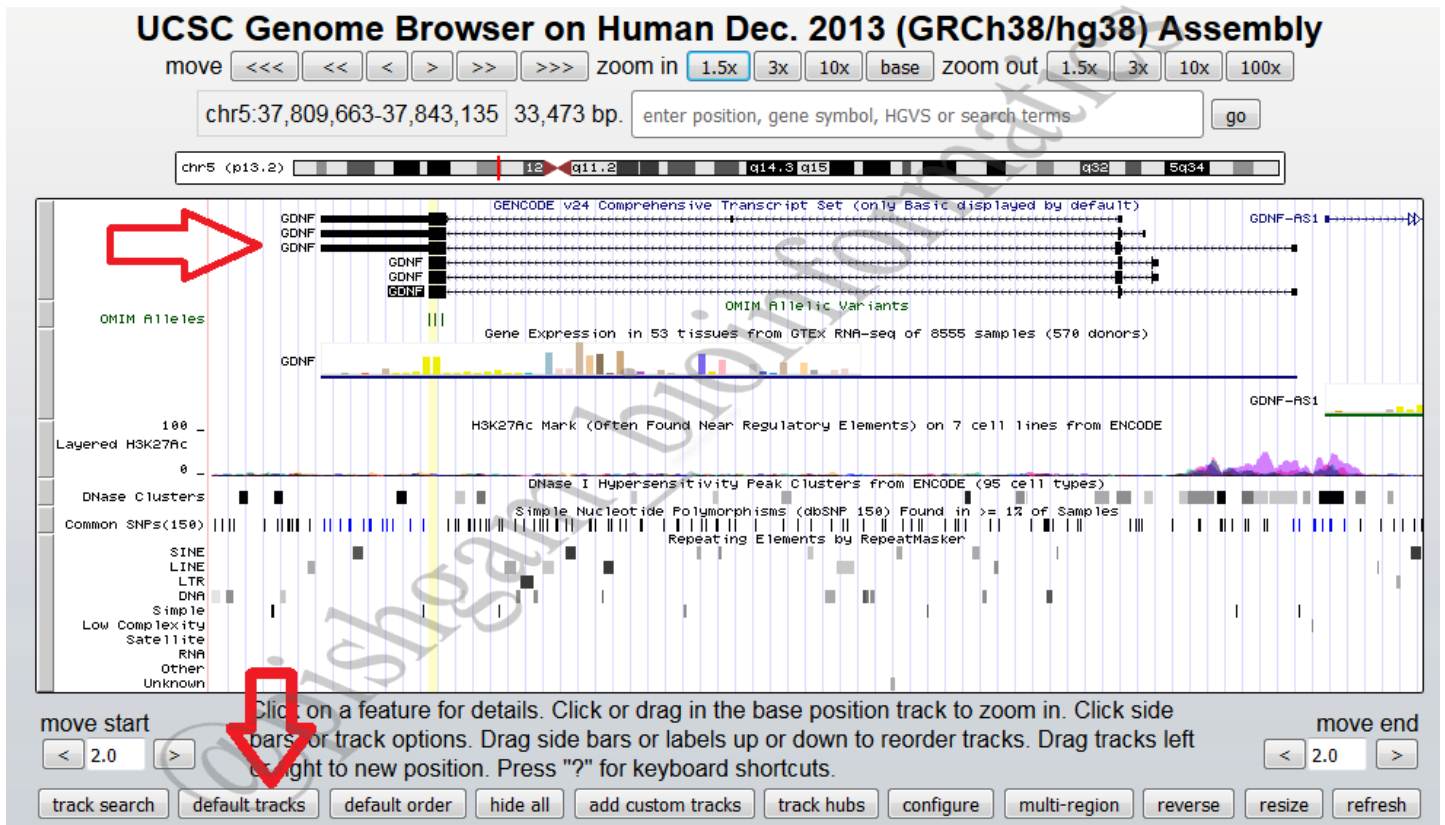 UCSC Genome Browser on Human Dec. 2013 (GRCh38/hg38) Assembly
move <<< << < > >> >>> zoom in 1.5x 3x 10x base zoom out 1.5x 3x 10x 100x
chr5:37,809,663-37,843,135 33,473 bp. enter position, gene symbol, HGVS or search terms go
chr5 (p13.2) 12 q11.2 q14.3 q15 q32 5q34
GENCODE v24 Comprehensive Transcript Set (only Basic displayed by default)
GDNF GDNF-AS1
GDNF
GDNF
GDNF
GDNF
GDNF
OMIM Allelic Variants
OMIM Alleles
Gene Expression in 53 tissues from GTEx RNA-seq of 8555 samples (570 donors)
GDNF
GDNF-AS1
H3K27Ac Mark (Often Found Near Regulatory Elements) on 7 cell lines from ENCODE
100 _
Layered H3K27Ac
0 _
DNase I Hypersensitivity Peak Clusters from ENCODE (95 cell types)
DNase Clusters
Simple Nucleotide Polymorphisms (dbSNP 150) Found in >= 1% of Samples
Common SNPs(150)
Repeating Elements by RepeatMasker
SINE
LINE
LTR
DNA
Simple
Low Complexity
Satellite
RNA
Other
Unknown
move start
< 2.0 >
Click on a feature for details. Click or drag in the base position track to zoom in. Click side
bars for track options. Drag side bars or labels up or down to reorder tracks. Drag tracks left
or right to new position. Press "?" for keyboard shortcuts.
move end
< 2.0 >
track search default tracks default order hide all add custom tracks track hubs configure multi-region reverse resize refresh
@pishgam_bioinformatics